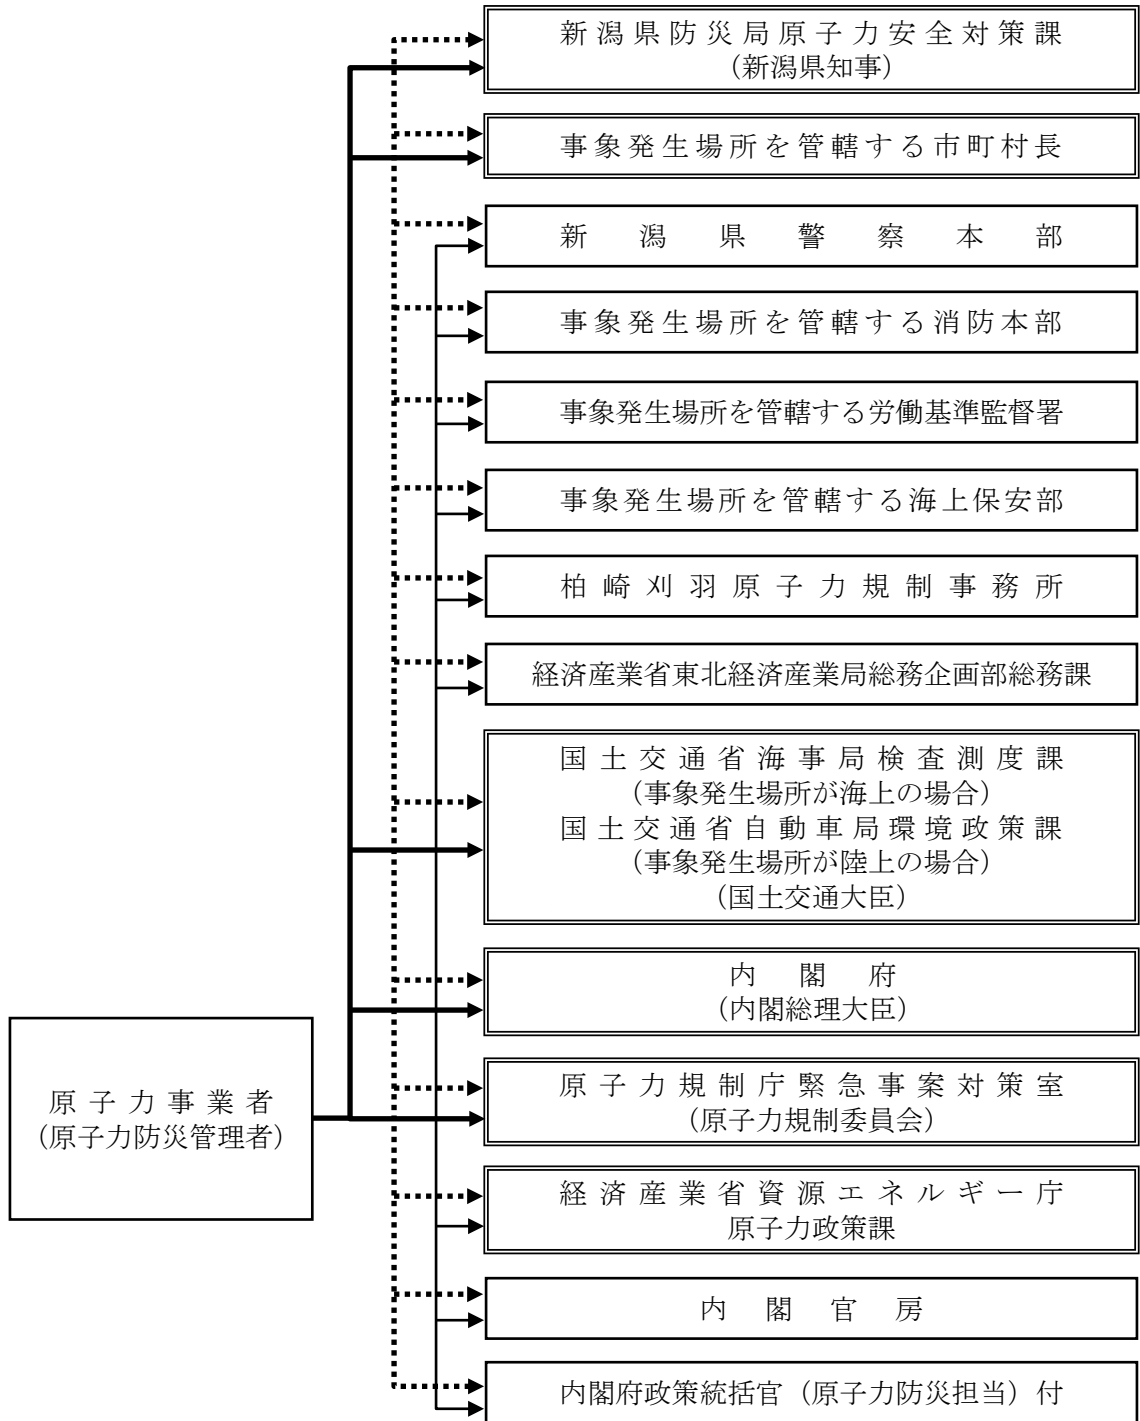 新潟県防災局原子力安全対策課
（新潟県知事）
事象発生場所を管轄する市町村長
新潟県警察本部
事象発生場所を管轄する消防本部
事象発生場所を管轄する労働基準監督署
事象発生場所を管轄する海上保安部
柏崎刈羽原子力規制事務所
経済産業省東北経済産業局総務企画部総務課
国土交通省海事局検査測度課
（事象発生場所が海上の場合）
国土交通省自動車局環境政策課
（事象発生場所が陸上の場合）
（国土交通大臣）
内閣府
（内閣総理大臣）
原子力事業者
（原子力防災管理者）
原子力規制庁緊急事案対策室
（原子力規制委員会）
経済産業省資源エネルギー庁
原子力政策課
内閣官房
内閣府政策統括官（原子力防災担当）付